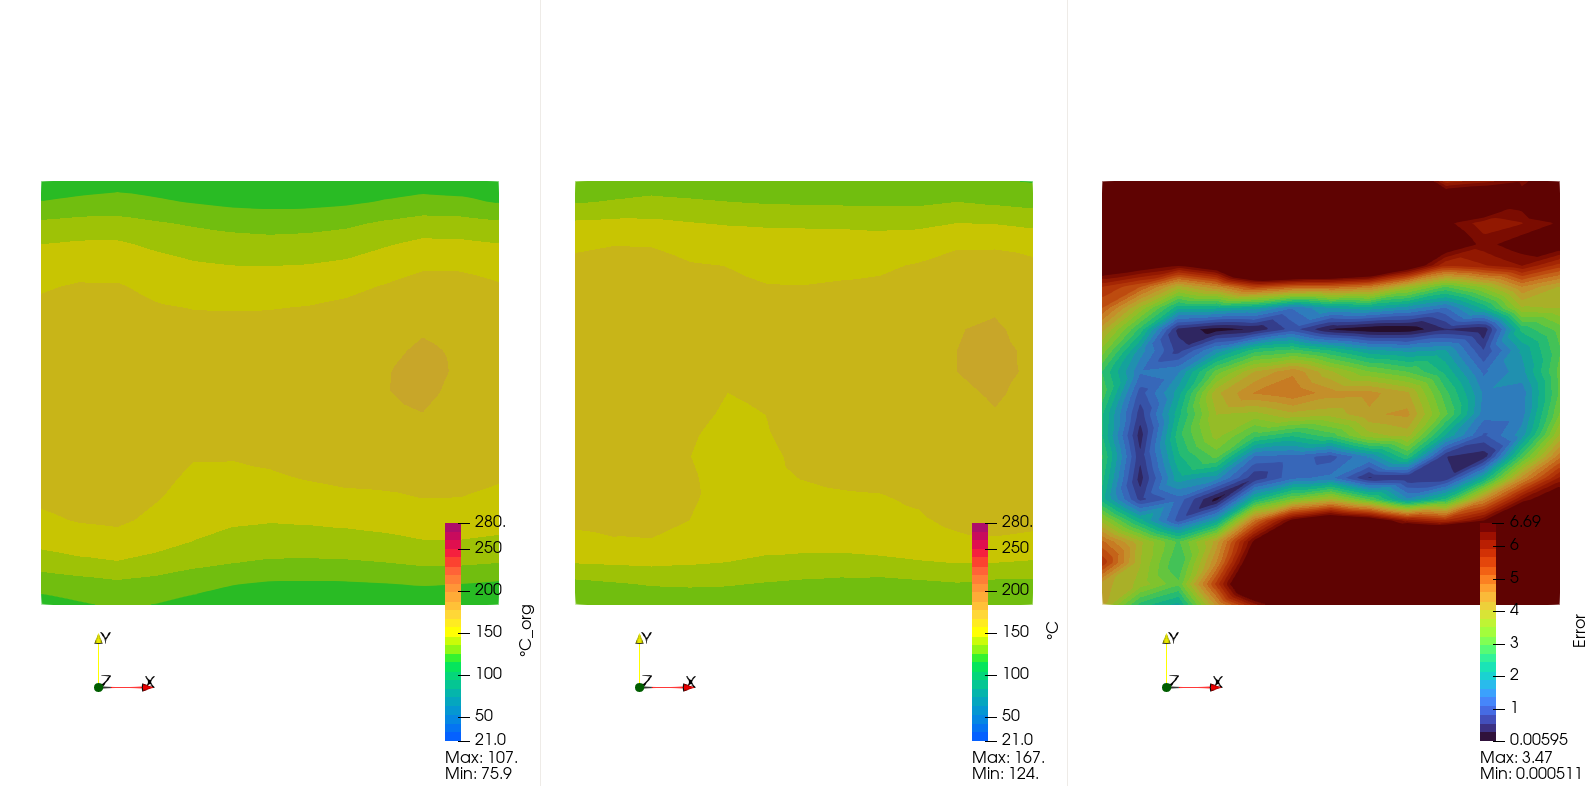 280.
250
200
150
100
50
21.0
°C_org
Max: 107.
Min: 75.9
Y
Z
X
280.
250
200
150
100
50
21.0
°C
Max: 167.
Min: 124.
Y
Z
X
6.69
6
5
4
3
2
1
0.00595
Error
Max: 3.47
Min: 0.000511
Y
Z
X